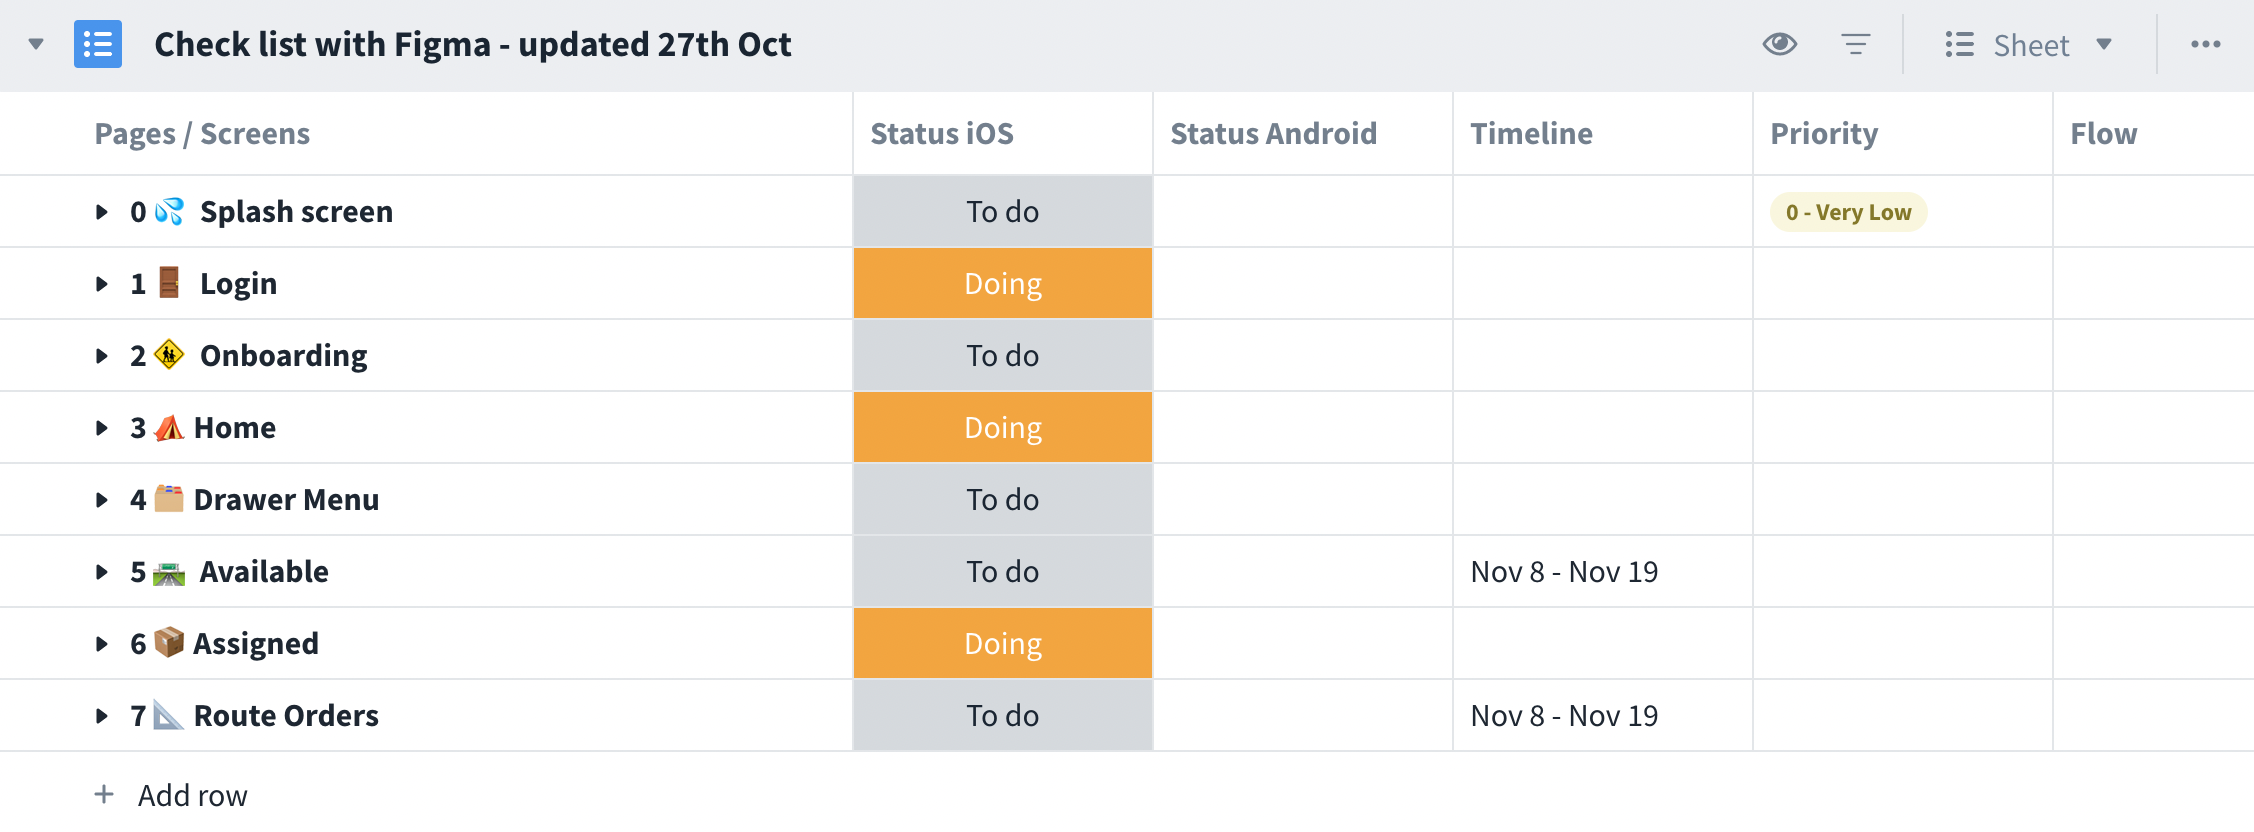 Check list with Figma - updated 27th Oct Sheet
Pages / Screens Status iOS Status Android Timeline Priority Flow
0 💦 Splash screen To do 0 - Very Low
1 🚪 Login Doing
2 🚸 Onboarding To do
3 ⛺ Home Doing
4 🗂 Drawer Menu To do
5 🛣 Available To do Nov 8 - Nov 19
6 📦 Assigned Doing
7 📐 Route Orders To do Nov 8 - Nov 19
+ Add row